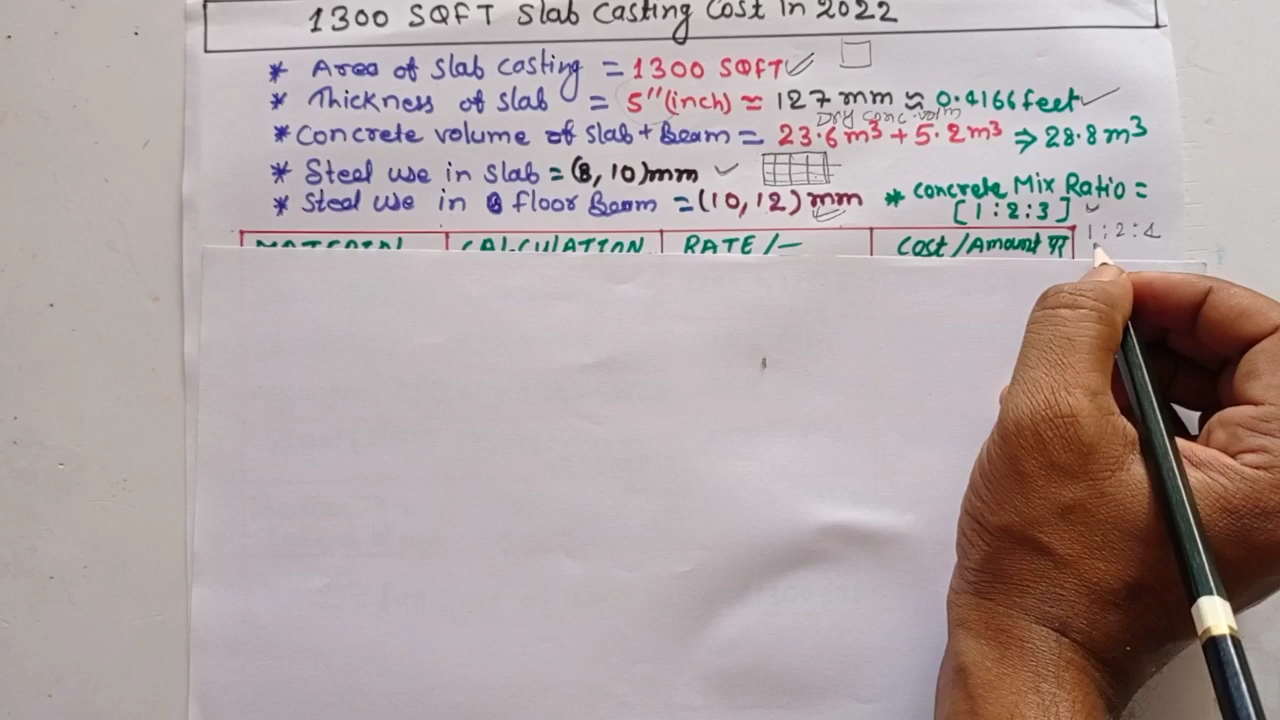 1300 SQFT Slab Casting Cost in 2022
* Area of slab casting = 1300 SQFT
* Thickness of slab = 5"(inch) ≈ 127 mm ≈ 0.4166 feet
Dry conc. volm
* Concrete volume of slab + Beam = 23.6 m³ + 5.2 m³ ⇒ 28.8 m³
* Steel use in slab = (8, 10) mm
* Steel use in floor Beam = (10, 12) mm
* Concrete Mix Ratio =
[1:2:3]
1:2:4
MATERIAL CALCULATION RATE/- Cost/Amount